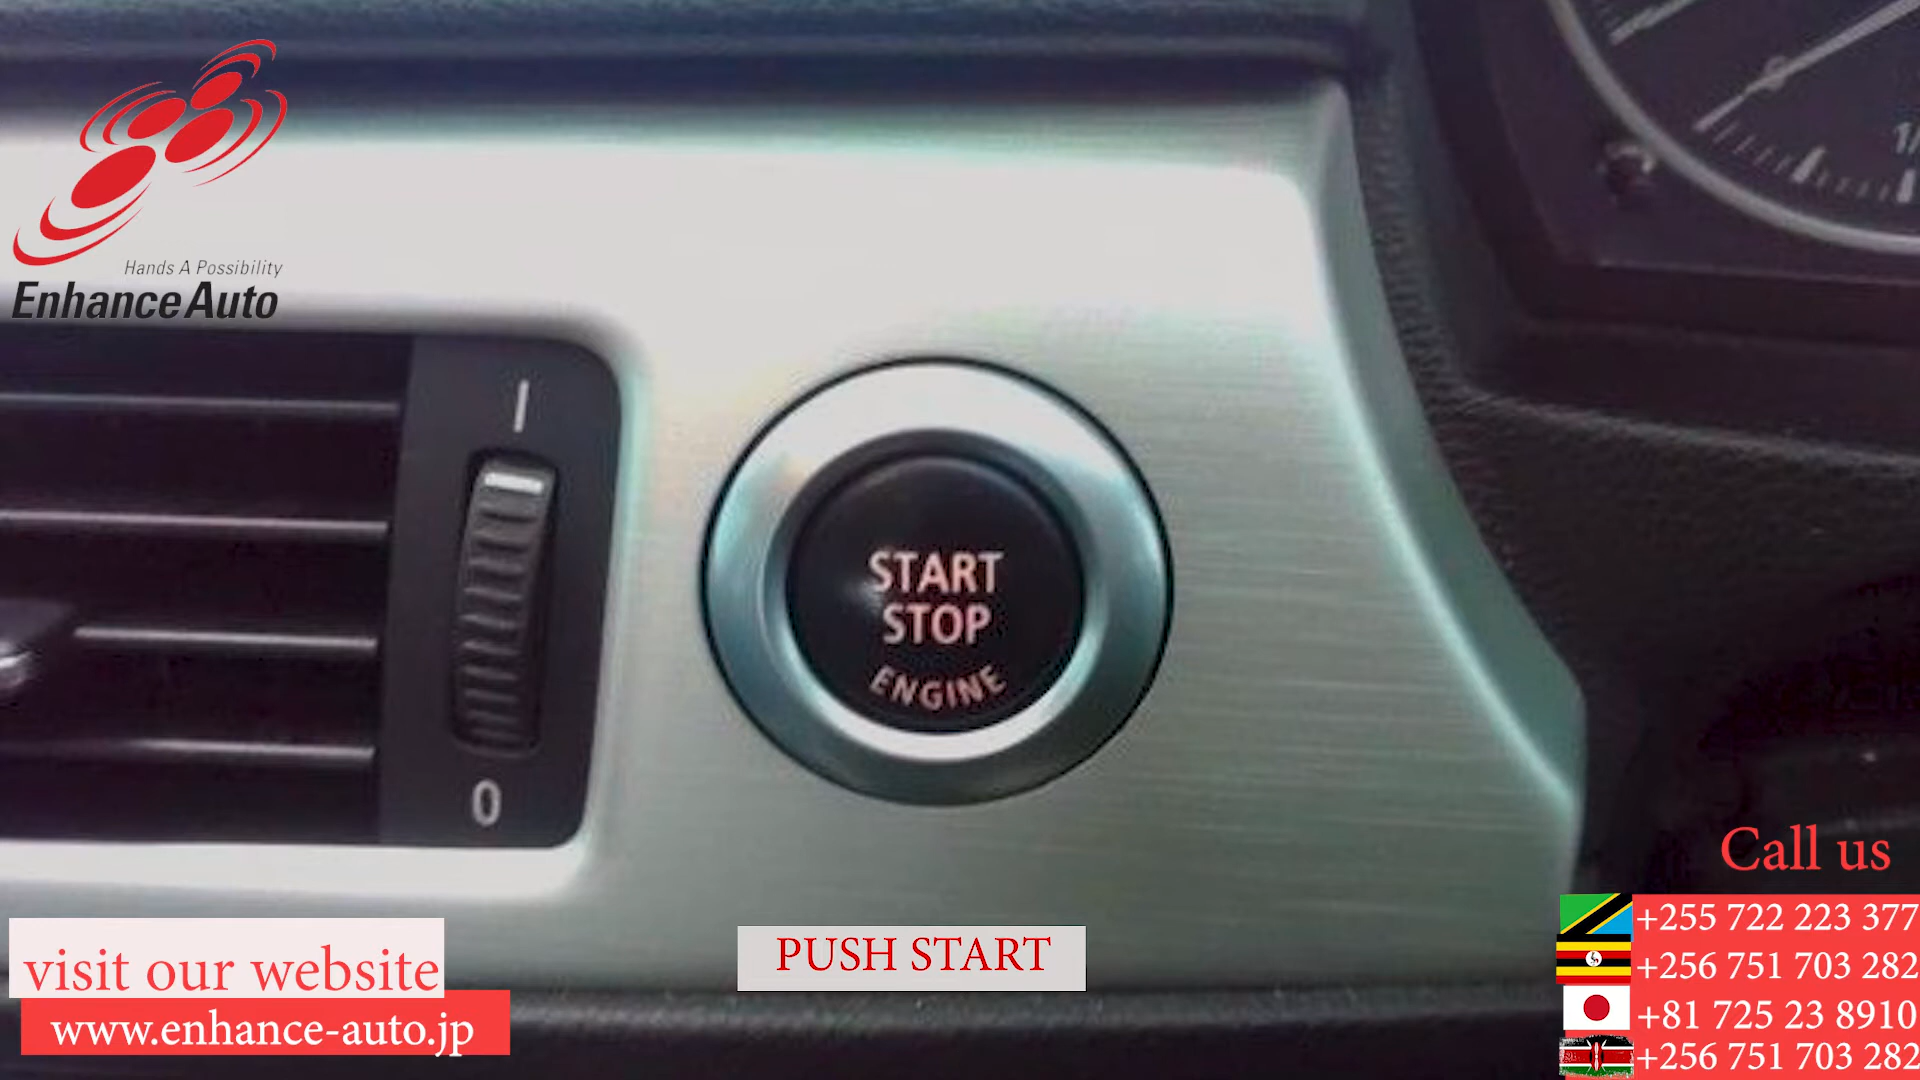 Hands A Possibility
EnhanceAuto
1/
START
STOP
ENGINE
0
PUSH START
visit our website
www.enhance-auto.jp
Call us
+255 722 223 377
+256 751 703 282
+81 725 23 8910
+256 751 703 282